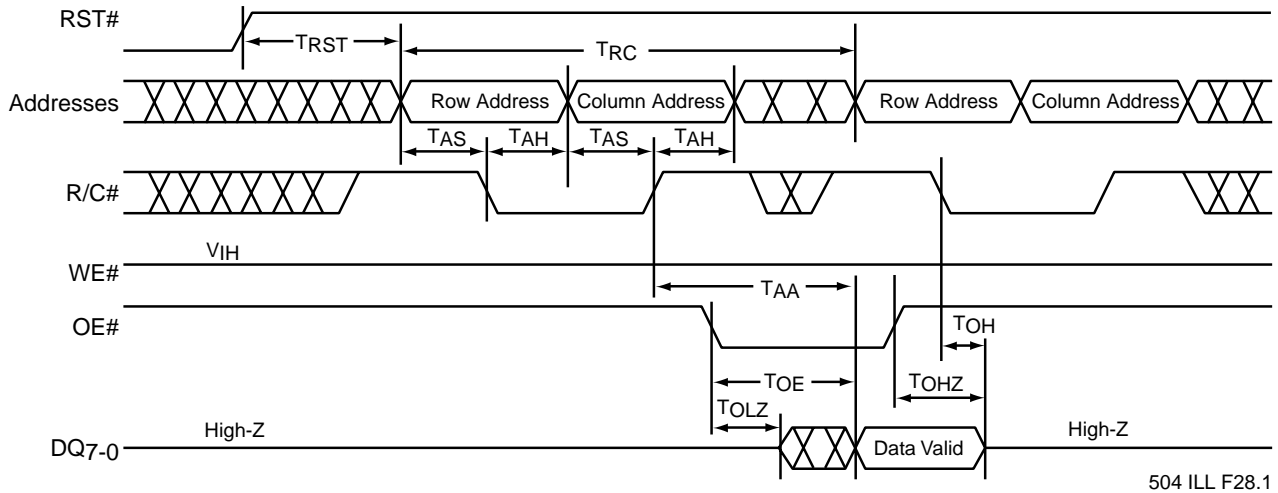 RST#
TRST
TRC
Addresses
Row Address
Column Address
Row Address
Column Address
TAS
TAH
TAS
TAH
R/C#
VIH
WE#
TAA
OE#
TOH
TOE
TOHZ
TOLZ
High-Z
High-Z
DQ7-0
Data Valid
504 ILL F28.1